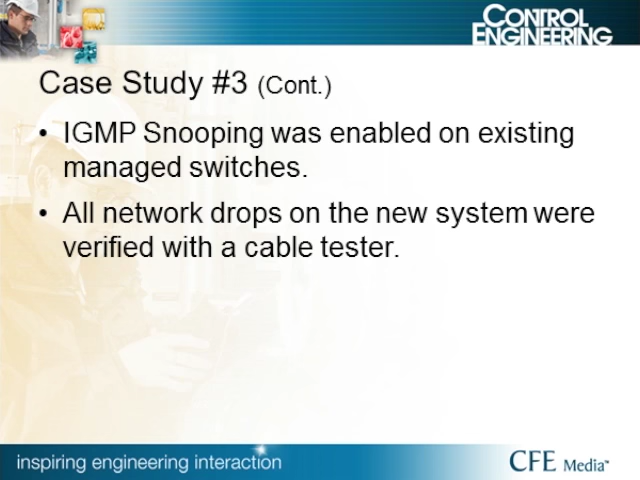 CONTROL
ENGINEERING
Case Study #3 (Cont.)
• IGMP Snooping was enabled on existing
managed switches.
• All network drops on the new system were
verified with a cable tester.
inspiring engineering interaction
CFE Media™